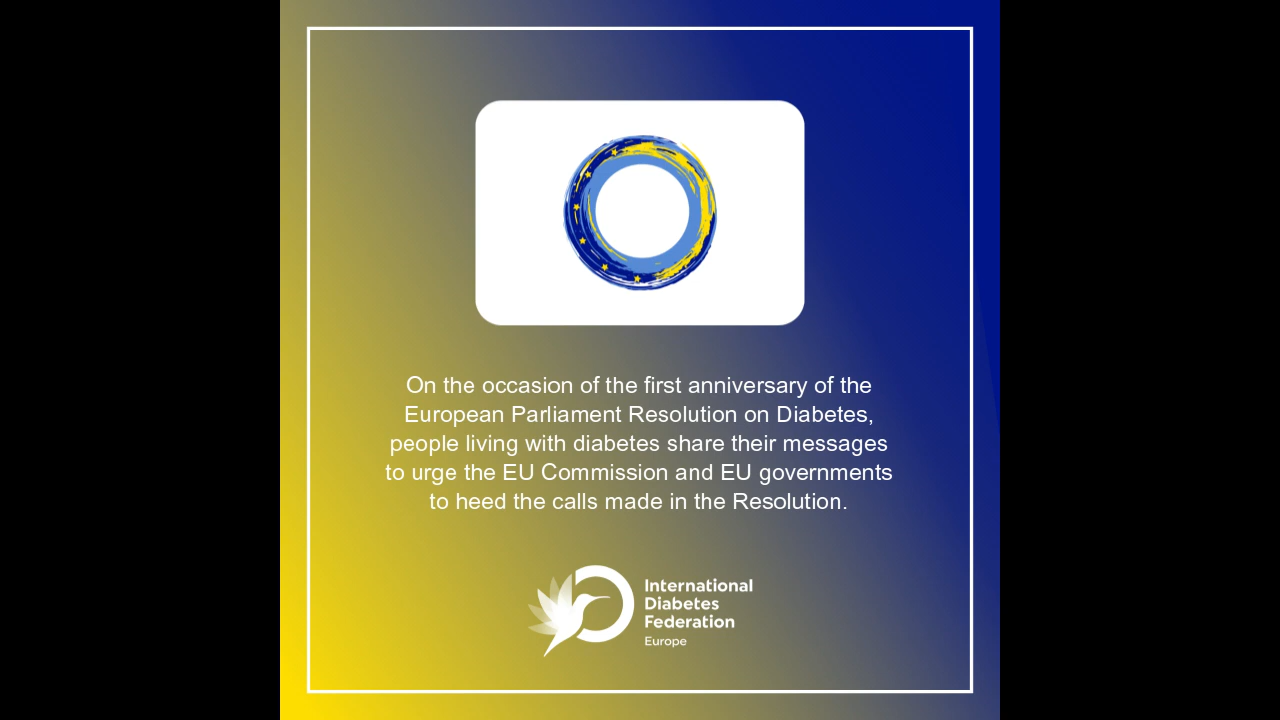 On the occasion of the first anniversary of the
European Parliament Resolution on Diabetes,
people living with diabetes share their messages
to urge the EU Commission and EU governments
to heed the calls made in the Resolution.
International
Diabetes
Federation
Europe